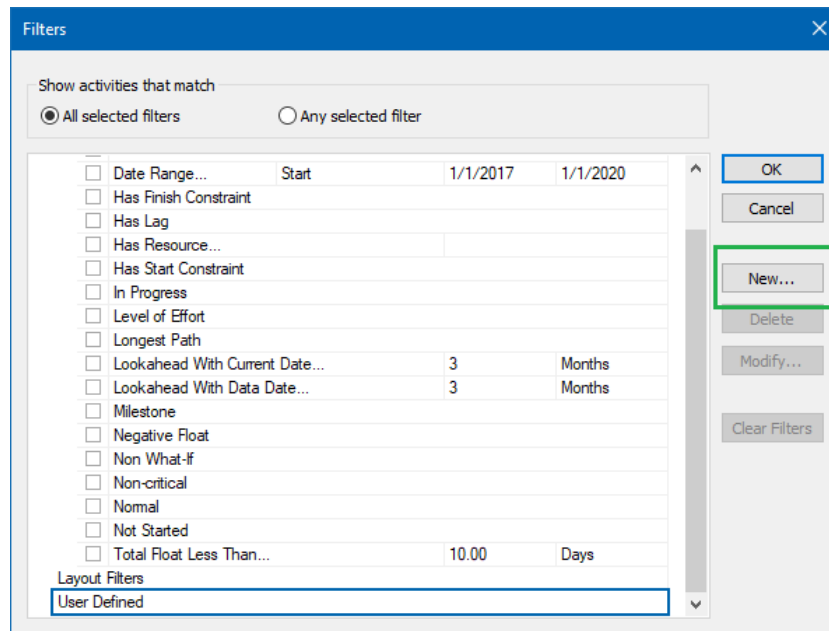 Filters
Show activities that match
All selected filters Any selected filter
Date Range... Start 1/1/2017 1/1/2020
Has Finish Constraint
Has Lag
Has Resource...
Has Start Constraint
In Progress
Level of Effort
Longest Path
Lookahead With Current Date... 3 Months
Lookahead With Data Date... 3 Months
Milestone
Negative Float
Non What-If
Non-critical
Normal
Not Started
Total Float Less Than... 10.00 Days
Layout Filters
User Defined
OK
Cancel
New...
Delete
Modify...
Clear Filters